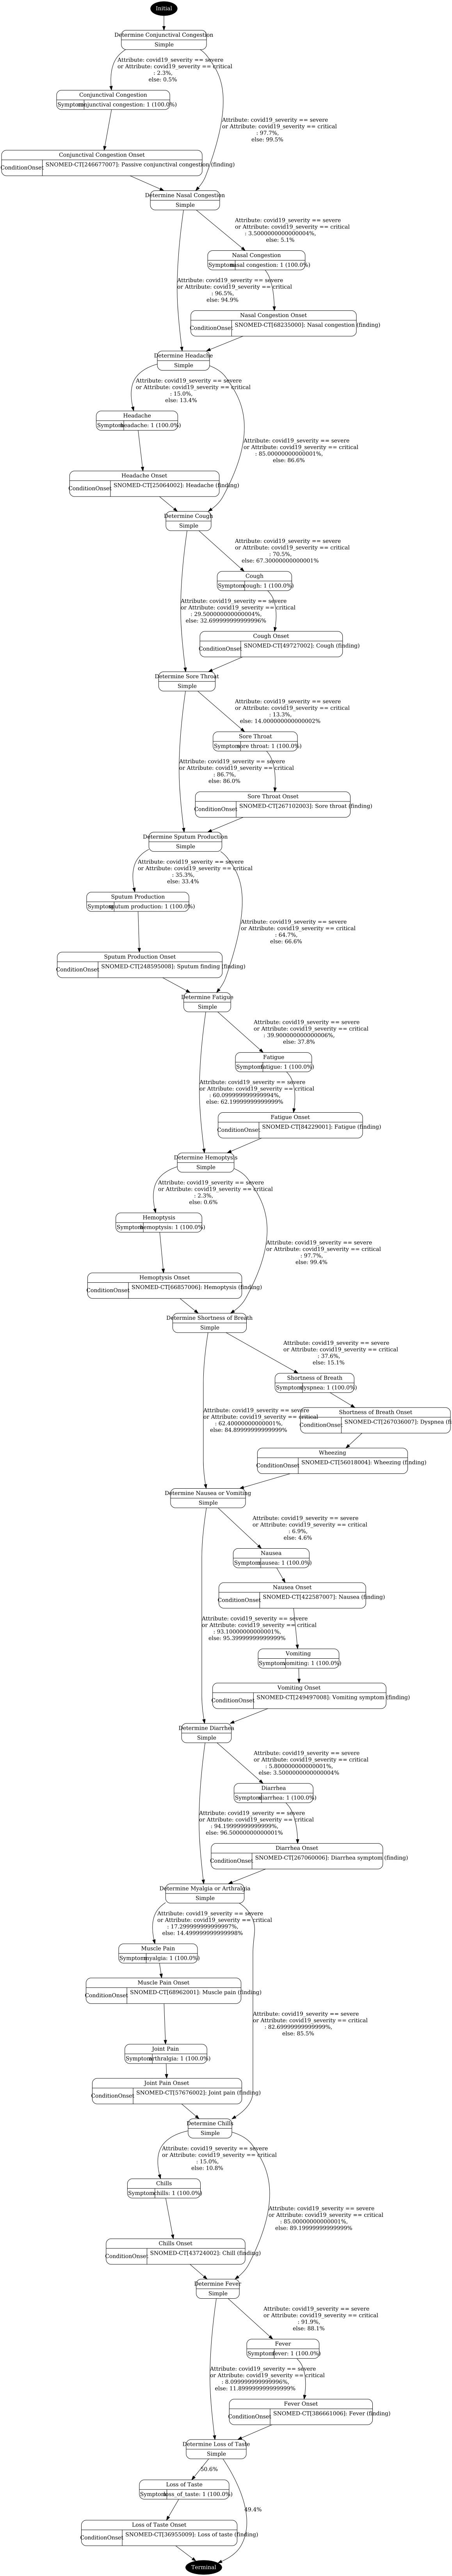 Initial
Determine Conjunctival Congestion
Simple
Attribute: covid19_severity == severe
or Attribute: covid19_severity == critical
: 2.3%,
else: 0.5%
Conjunctival Congestion
Symptom conjunctival congestion: 1 (100.0%)
Attribute: covid19_severity == severe
or Attribute: covid19_severity == critical
: 97.7%,
else: 99.5%
Conjunctival Congestion Onset
ConditionOnset SNOMED-CT[246677007]: Passive conjunctival congestion (finding)
Determine Nasal Congestion
Simple
Attribute: covid19_severity == severe
or Attribute: covid19_severity == critical
: 3.5000000000000004%,
else: 5.1%
Nasal Congestion
Symptom nasal congestion: 1 (100.0%)
Attribute: covid19_severity == severe
or Attribute: covid19_severity == critical
: 96.5%,
else: 94.9%
Nasal Congestion Onset
ConditionOnset SNOMED-CT[68235000]: Nasal congestion (finding)
Determine Headache
Simple
Attribute: covid19_severity == severe
or Attribute: covid19_severity == critical
: 15.0%,
else: 13.4%
Headache
Symptom headache: 1 (100.0%)
Attribute: covid19_severity == severe
or Attribute: covid19_severity == critical
: 85.00000000000001%,
else: 86.6%
Headache Onset
ConditionOnset SNOMED-CT[25064002]: Headache (finding)
Determine Cough
Simple
Attribute: covid19_severity == severe
or Attribute: covid19_severity == critical
: 70.5%,
else: 67.30000000000001%
Cough
Symptom cough: 1 (100.0%)
Attribute: covid19_severity == severe
or Attribute: covid19_severity == critical
: 29.500000000000004%,
else: 32.699999999999996%
Cough Onset
ConditionOnset SNOMED-CT[49727002]: Cough (finding)
Determine Sore Throat
Simple
Attribute: covid19_severity == severe
or Attribute: covid19_severity == critical
: 13.3%,
else: 14.000000000000002%
Sore Throat
Symptom sore throat: 1 (100.0%)
Attribute: covid19_severity == severe
or Attribute: covid19_severity == critical
: 86.7%,
else: 86.0%
Sore Throat Onset
ConditionOnset SNOMED-CT[267102003]: Sore throat (finding)
Determine Sputum Production
Simple
Attribute: covid19_severity == severe
or Attribute: covid19_severity == critical
: 35.3%,
else: 33.4%
Sputum Production
Symptom sputum production: 1 (100.0%)
Attribute: covid19_severity == severe
or Attribute: covid19_severity == critical
: 64.7%,
else: 66.6%
Sputum Production Onset
ConditionOnset SNOMED-CT[248595008]: Sputum finding (finding)
Determine Fatigue
Simple
Attribute: covid19_severity == severe
or Attribute: covid19_severity == critical
: 39.900000000000006%,
else: 37.8%
Fatigue
Symptom fatigue: 1 (100.0%)
Attribute: covid19_severity == severe
or Attribute: covid19_severity == critical
: 60.099999999999994%,
else: 62.19999999999999%
Fatigue Onset
ConditionOnset SNOMED-CT[84229001]: Fatigue (finding)
Determine Hemoptysis
Simple
Attribute: covid19_severity == severe
or Attribute: covid19_severity == critical
: 2.3%,
else: 0.6%
Hemoptysis
Symptom hemoptysis: 1 (100.0%)
Attribute: covid19_severity == severe
or Attribute: covid19_severity == critical
: 97.7%,
else: 99.4%
Hemoptysis Onset
ConditionOnset SNOMED-CT[66857006]: Hemoptysis (finding)
Determine Shortness of Breath
Simple
Attribute: covid19_severity == severe
or Attribute: covid19_severity == critical
: 37.6%,
else: 15.1%
Shortness of Breath
Symptom dyspnea: 1 (100.0%)
Attribute: covid19_severity == severe
or Attribute: covid19_severity == critical
: 62.40000000000001%,
else: 84.89999999999999%
Shortness of Breath Onset
ConditionOnset SNOMED-CT[267036007]: Dyspnea (fi
Wheezing
ConditionOnset SNOMED-CT[56018004]: Wheezing (finding)
Determine Nausea or Vomiting
Simple
Attribute: covid19_severity == severe
or Attribute: covid19_severity == critical
: 6.9%,
else: 4.6%
Nausea
Symptom nausea: 1 (100.0%)
Nausea Onset
ConditionOnset SNOMED-CT[422587007]: Nausea (finding)
Attribute: covid19_severity == severe
or Attribute: covid19_severity == critical
: 93.10000000000001%,
else: 95.39999999999999%
Vomiting
Symptom vomiting: 1 (100.0%)
Vomiting Onset
ConditionOnset SNOMED-CT[249497008]: Vomiting symptom (finding)
Determine Diarrhea
Simple
Attribute: covid19_severity == severe
or Attribute: covid19_severity == critical
: 5.800000000000001%,
else: 3.5000000000000004%
Diarrhea
Symptom diarrhea: 1 (100.0%)
Attribute: covid19_severity == severe
or Attribute: covid19_severity == critical
: 94.19999999999999%,
else: 96.50000000000001%
Diarrhea Onset
ConditionOnset SNOMED-CT[267060006]: Diarrhea symptom (finding)
Determine Myalgia or Arthralgia
Simple
Attribute: covid19_severity == severe
or Attribute: covid19_severity == critical
: 17.299999999999997%,
else: 14.499999999999998%
Muscle Pain
Symptom myalgia: 1 (100.0%)
Muscle Pain Onset
ConditionOnset SNOMED-CT[68962001]: Muscle pain (finding)
Attribute: covid19_severity == severe
or Attribute: covid19_severity == critical
: 82.69999999999999%,
else: 85.5%
Joint Pain
Symptom arthralgia: 1 (100.0%)
Joint Pain Onset
ConditionOnset SNOMED-CT[57676002]: Joint pain (finding)
Determine Chills
Simple
Attribute: covid19_severity == severe
or Attribute: covid19_severity == critical
: 15.0%,
else: 10.8%
Chills
Symptom chills: 1 (100.0%)
Attribute: covid19_severity == severe
or Attribute: covid19_severity == critical
: 85.00000000000001%,
else: 89.19999999999999%
Chills Onset
ConditionOnset SNOMED-CT[43724002]: Chill (finding)
Determine Fever
Simple
Attribute: covid19_severity == severe
or Attribute: covid19_severity == critical
: 91.9%,
else: 88.1%
Fever
Symptom fever: 1 (100.0%)
Attribute: covid19_severity == severe
or Attribute: covid19_severity == critical
: 8.099999999999996%,
else: 11.899999999999999%
Fever Onset
ConditionOnset SNOMED-CT[386661006]: Fever (finding)
Determine Loss of Taste
Simple
50.6%
Loss of Taste
Symptom loss_of_taste: 1 (100.0%)
49.4%
Loss of Taste Onset
ConditionOnset SNOMED-CT[36955009]: Loss of taste (finding)
Terminal